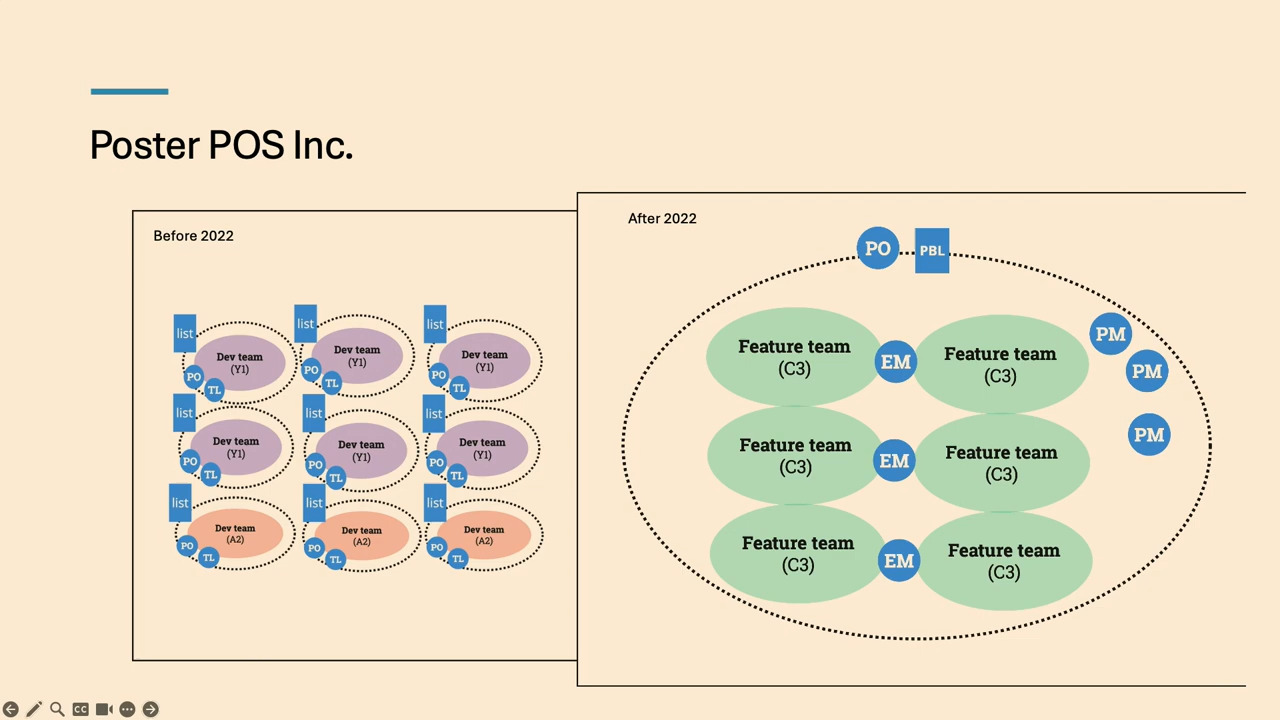 Poster POS Inc.
Before 2022
list
list
list
Dev team
(Y1)
PO
TL
Dev team
(Y1)
PO
TL
Dev team
(Y1)
PO
TL
list
list
list
Dev team
(Y1)
PO
TL
Dev team
(Y1)
PO
TL
Dev team
(Y1)
PO
TL
list
list
list
Dev team
(A2)
PO
TL
Dev team
(A2)
PO
TL
Dev team
(A2)
PO
TL
After 2022
PO
PBL
Feature team
(C3)
EM
Feature team
(C3)
PM
PM
PM
Feature team
(C3)
EM
Feature team
(C3)
Feature team
(C3)
EM
Feature team
(C3)
CC